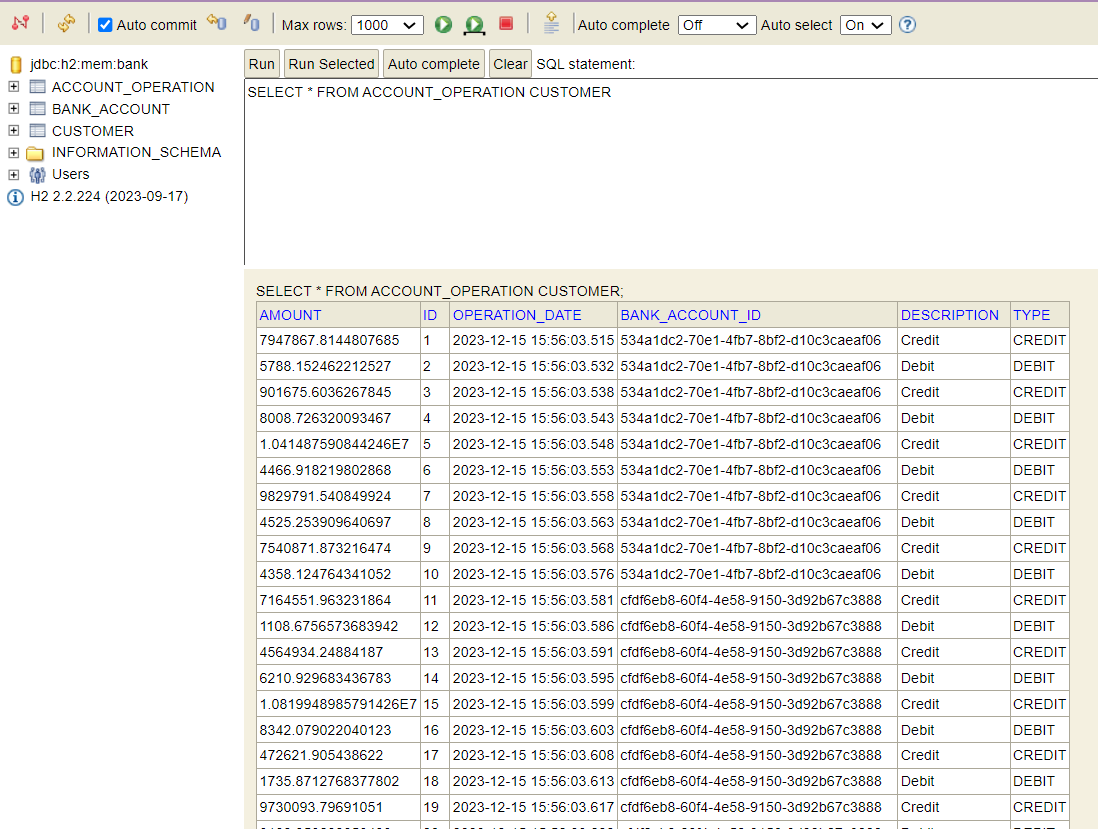 Auto commit Max rows: 1000 Auto complete Off Auto select On ?
jdbc:h2:mem:bank
ACCOUNT_OPERATION
BANK_ACCOUNT
CUSTOMER
INFORMATION_SCHEMA
Users
H2 2.2.224 (2023-09-17)
Run Run Selected Auto complete Clear SQL statement:
SELECT * FROM ACCOUNT_OPERATION CUSTOMER
SELECT * FROM ACCOUNT_OPERATION CUSTOMER;
AMOUNT ID OPERATION_DATE BANK_ACCOUNT_ID DESCRIPTION TYPE
7947867.8144807685 1 2023-12-15 15:56:03.515 534a1dc2-70e1-4fb7-8bf2-d10c3caeaf06 Credit CREDIT
5788.152462212527 2 2023-12-15 15:56:03.532 534a1dc2-70e1-4fb7-8bf2-d10c3caeaf06 Debit DEBIT
901675.6036267845 3 2023-12-15 15:56:03.538 534a1dc2-70e1-4fb7-8bf2-d10c3caeaf06 Credit CREDIT
8008.726320093467 4 2023-12-15 15:56:03.543 534a1dc2-70e1-4fb7-8bf2-d10c3caeaf06 Debit DEBIT
1.041487590844246E7 5 2023-12-15 15:56:03.548 534a1dc2-70e1-4fb7-8bf2-d10c3caeaf06 Credit CREDIT
4466.918219802868 6 2023-12-15 15:56:03.553 534a1dc2-70e1-4fb7-8bf2-d10c3caeaf06 Debit DEBIT
9829791.540849924 7 2023-12-15 15:56:03.558 534a1dc2-70e1-4fb7-8bf2-d10c3caeaf06 Credit CREDIT
4525.253909640697 8 2023-12-15 15:56:03.563 534a1dc2-70e1-4fb7-8bf2-d10c3caeaf06 Debit DEBIT
7540871.873216474 9 2023-12-15 15:56:03.568 534a1dc2-70e1-4fb7-8bf2-d10c3caeaf06 Credit CREDIT
4358.124764341052 10 2023-12-15 15:56:03.576 534a1dc2-70e1-4fb7-8bf2-d10c3caeaf06 Debit DEBIT
7164551.963231864 11 2023-12-15 15:56:03.581 cfdf6eb8-60f4-4e58-9150-3d92b67c3888 Credit CREDIT
1108.6756573683942 12 2023-12-15 15:56:03.586 cfdf6eb8-60f4-4e58-9150-3d92b67c3888 Debit DEBIT
4564934.24884187 13 2023-12-15 15:56:03.591 cfdf6eb8-60f4-4e58-9150-3d92b67c3888 Credit CREDIT
6210.929683436783 14 2023-12-15 15:56:03.595 cfdf6eb8-60f4-4e58-9150-3d92b67c3888 Debit DEBIT
1.0819948985791426E7 15 2023-12-15 15:56:03.599 cfdf6eb8-60f4-4e58-9150-3d92b67c3888 Credit CREDIT
8342.079022040123 16 2023-12-15 15:56:03.603 cfdf6eb8-60f4-4e58-9150-3d92b67c3888 Debit DEBIT
472621.905438622 17 2023-12-15 15:56:03.608 cfdf6eb8-60f4-4e58-9150-3d92b67c3888 Credit CREDIT
1735.8712768377802 18 2023-12-15 15:56:03.613 cfdf6eb8-60f4-4e58-9150-3d92b67c3888 Debit DEBIT
9730093.79691051 19 2023-12-15 15:56:03.617 cfdf6eb8-60f4-4e58-9150-3d92b67c3888 Credit CREDIT